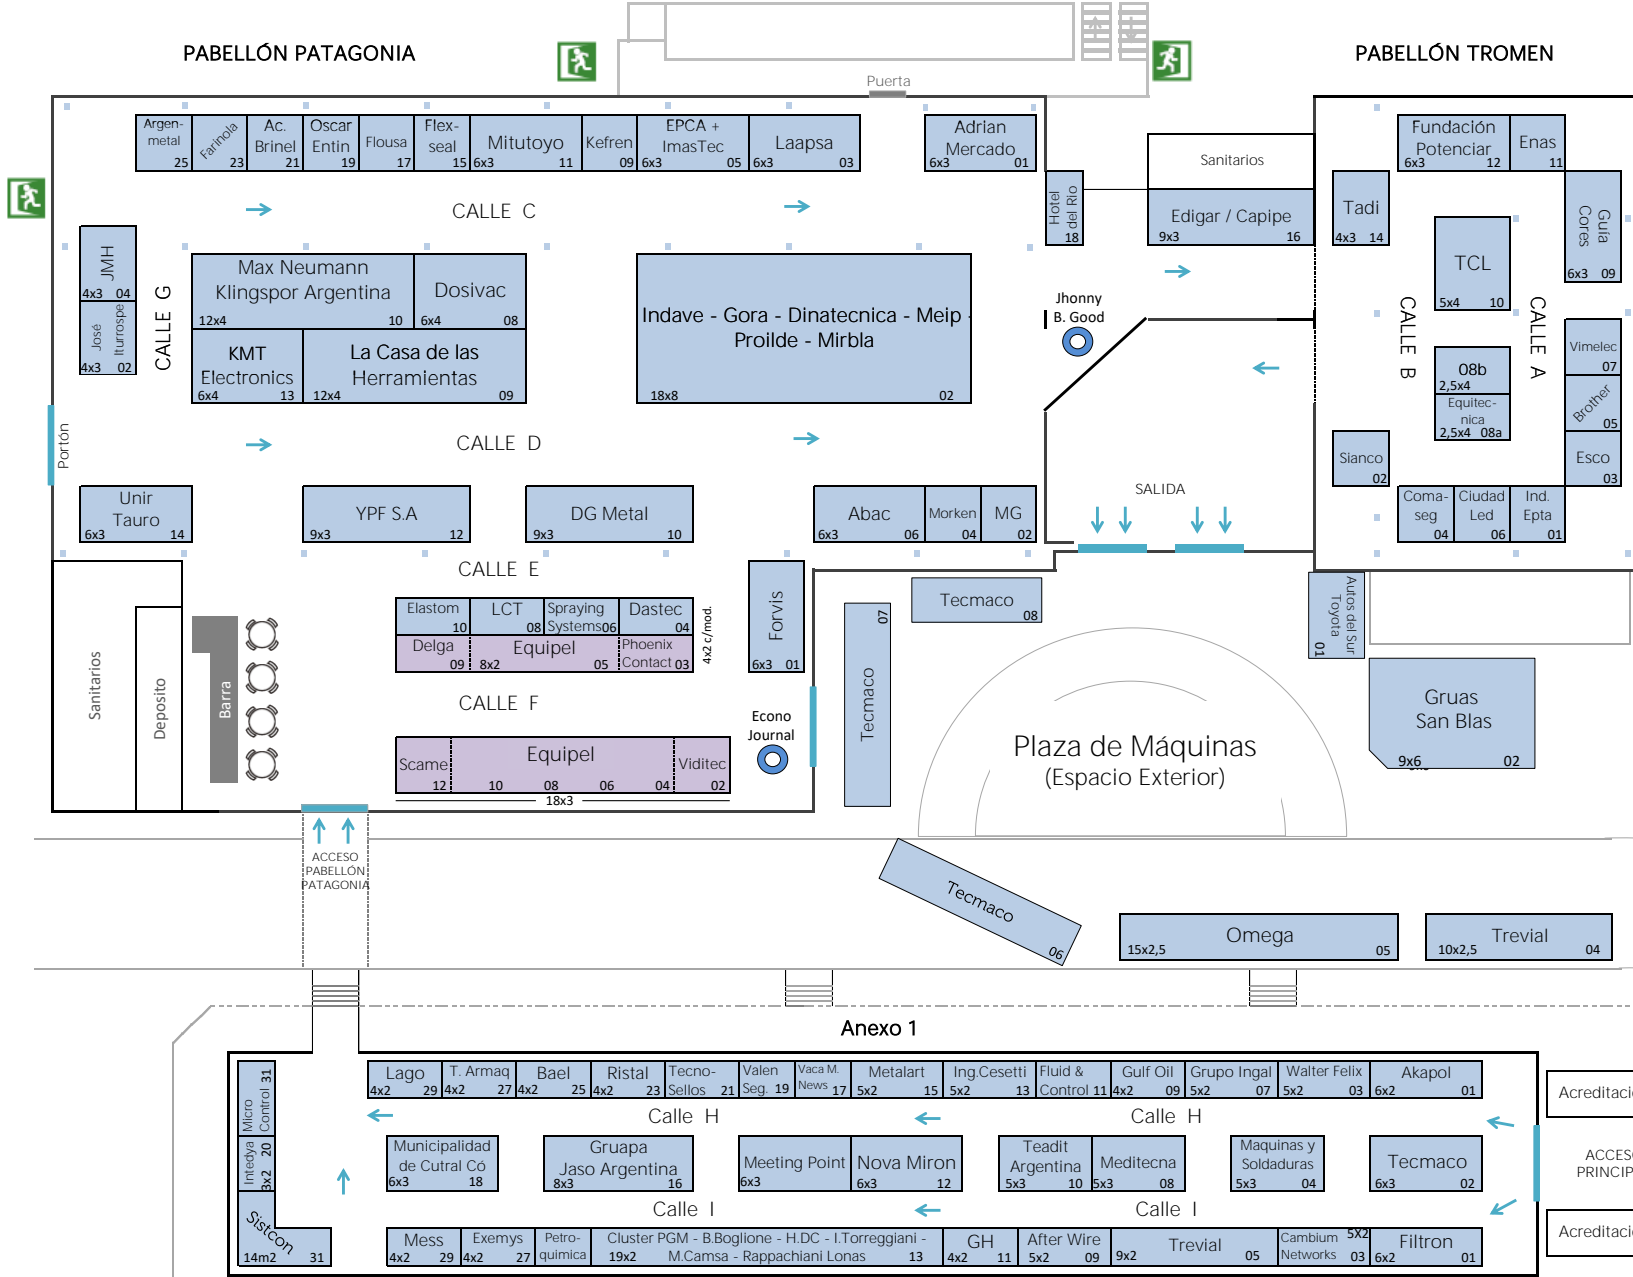 PABELLÓN PATAGONIA
PABELLÓN TROMEN
Puerta
Argen-
metal
25
Farinola
23
Ac.
Brinel
21
Oscar
Entin
19
Flousa
17
Flex-
seal
15
Mitutoyo
6x3 11
Kefren
09
EPCA +
ImasTec
6x3 05
Laapsa
6x3 03
Adrian
Mercado
6x3 01
Hotel
del Rio
18
Sanitarios
Edigar / Capipe
9x3 16
Tadi
4x3 14
Fundación
Potenciar
6x3 12
Enas
11
Guía
Cores
6x3 09
CALLE C
JMH
4x3 04
José
Iturrospe
4x3 02
CALLE G
Max Neumann
Klingspor Argentina
12x4 10
Dosivac
6x4 08
KMT
Electronics
6x4 13
La Casa de las
Herramientas
12x4 09
Indave - Gora - Dinatecnica - Meip -
Proilde - Mirbla
18x8 02
Jhonny
B. Good
TCL
5x4 10
CALLE B
CALLE A
08b
2,5x4
Equitec-
nica
2,5x4 08a
Vimelec
07
Brother
05
Esco
03
Sianco
02
Coma-
seg
04
Ciudad
Led
06
Ind.
Epta
01
Portón
CALLE D
SALIDA
Unir
Tauro
6x3 14
YPF S.A
9x3 12
DG Metal
9x3 10
Abac
6x3 06
Morken
04
MG
02
CALLE E
Elastom
10
LCT
08
Spraying
Systems06
Dastec
04
Delga
09
Equipel
8x2 05
Phoenix
Contact 03
4x2 c/mod.
Forvis
6x3 01
CALLE F
Sanitarios
Deposito
Barra
Econo
Journal
Scame
12
Equipel
10 08 06 04
Viditec
02
18x3
Tecmaco
07
Tecmaco
08
Autos del Sur
Toyota
01
Gruas
San Blas
9x6 02
Plaza de Máquinas
(Espacio Exterior)
ACCESO
PABELLÓN
PATAGONIA
Tecmaco
06
Omega
15x2,5 05
Trevial
10x2,5 04
Anexo 1
Micro
Control 31
Intedya 20
3x2
Sistcon
14m2 31
Lago
4x2 29
T. Armaq
4x2 27
Bael
4x2 25
Ristal
4x2 23
Tecno-
Sellos 21
Valen
Seg. 19
Vaca M.
News 17
Metalart
5x2 15
Ing.Cesetti
5x2 13
Fluid &
Control 11
Gulf Oil
4x2 09
Grupo Ingal
5x2 07
Walter Felix
5x2 03
Akapol
6x2 01
Acreditaci
Calle H
Calle H
Municipalidad
de Cutral Có
6x3 18
Gruapa
Jaso Argentina
8x3 16
Meeting Point
6x3
Nova Miron
6x3 12
Teadit
Argentina
5x3 10
Meditecna
5x3 08
Maquinas y
Soldaduras
5x3 04
Tecmaco
6x3 02
ACCESO
PRINCIP
Calle I
Calle I
Mess
4x2 29
Exemys
4x2 27
Petro-
quimica
Cluster PGM - B.Boglione - H.DC - I.Torreggiani -
19x2 M.Camsa - Rappachiani Lonas 13
GH
4x2 11
After Wire
5x2 09
Trevial
9x2 05
Cambium 5X2
Networks 03
Filtron
6x2 01
Acreditaci